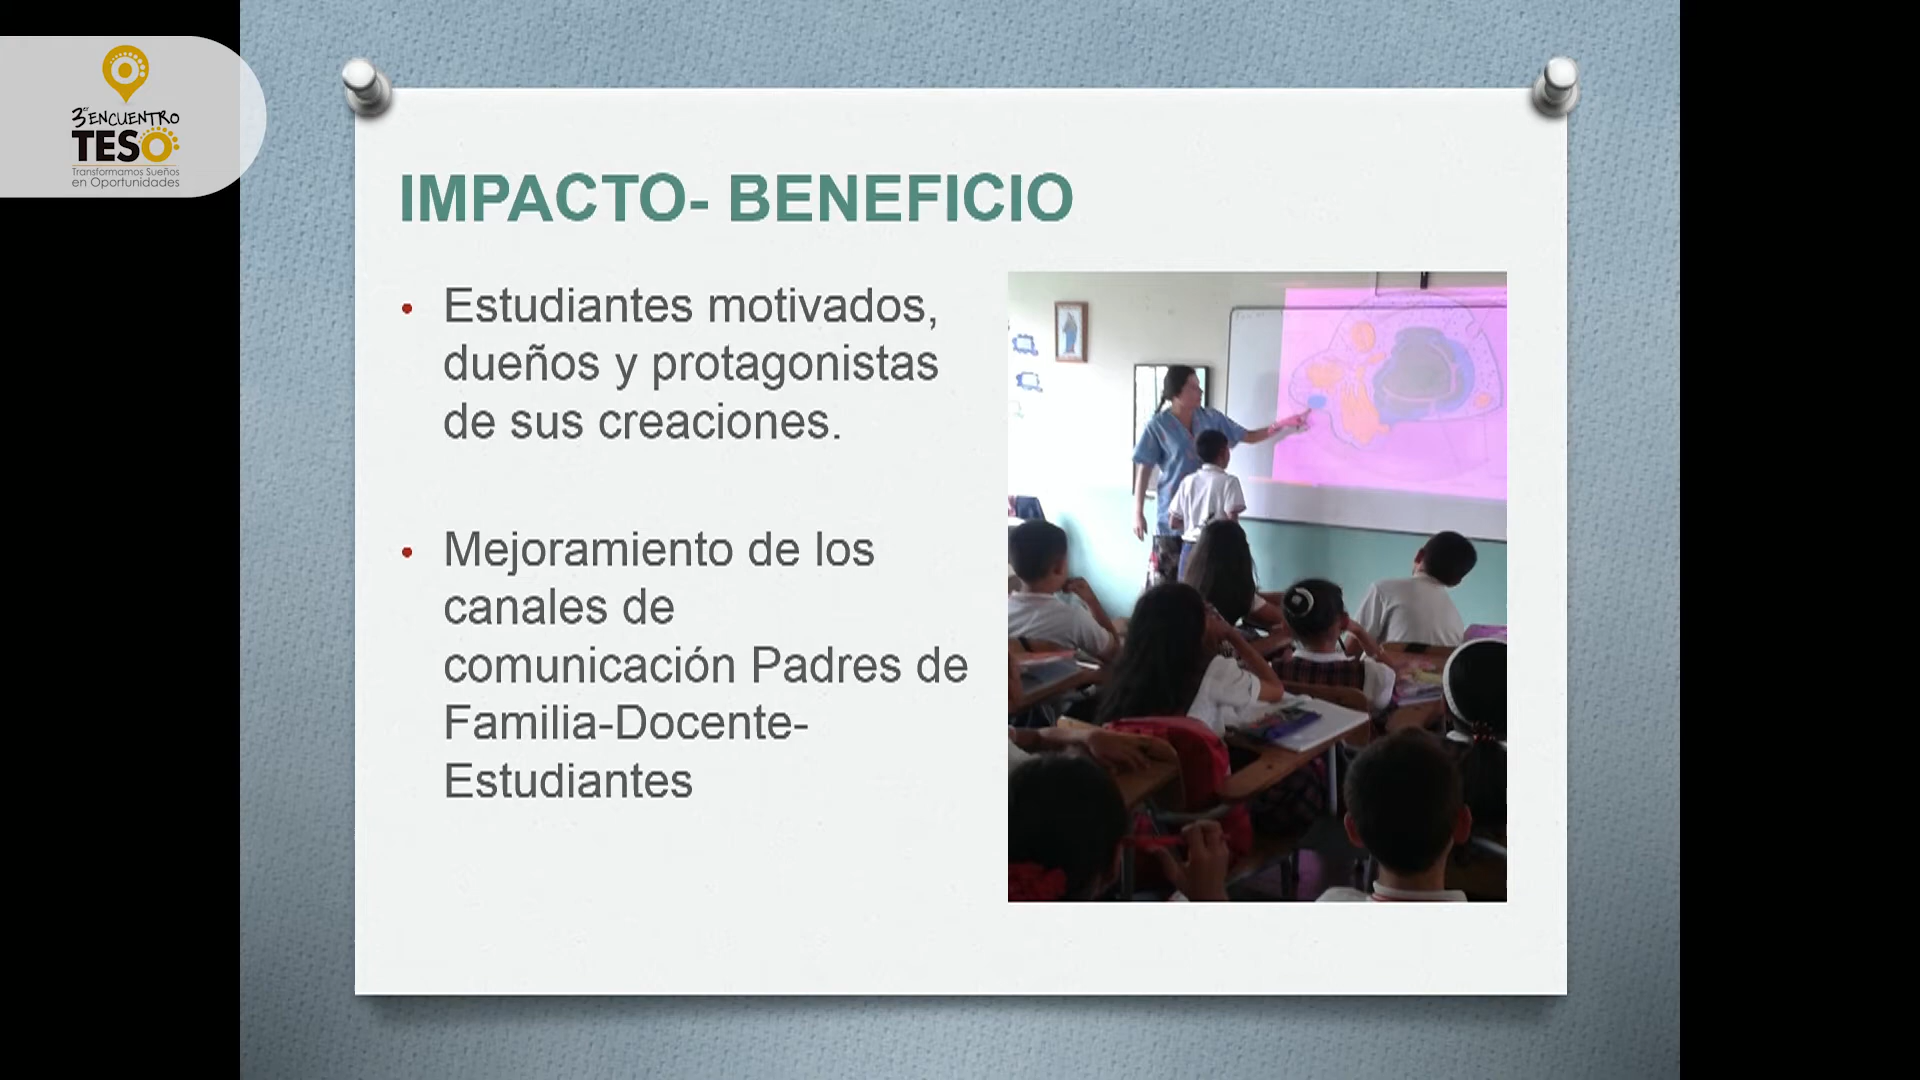 3er ENCUENTRO
TESO
Transformamos Sueños
en Oportunidades
IMPACTO- BENEFICIO
• Estudiantes motivados,
dueños y protagonistas
de sus creaciones.
• Mejoramiento de los
canales de
comunicación Padres de
Familia-Docente-
Estudiantes